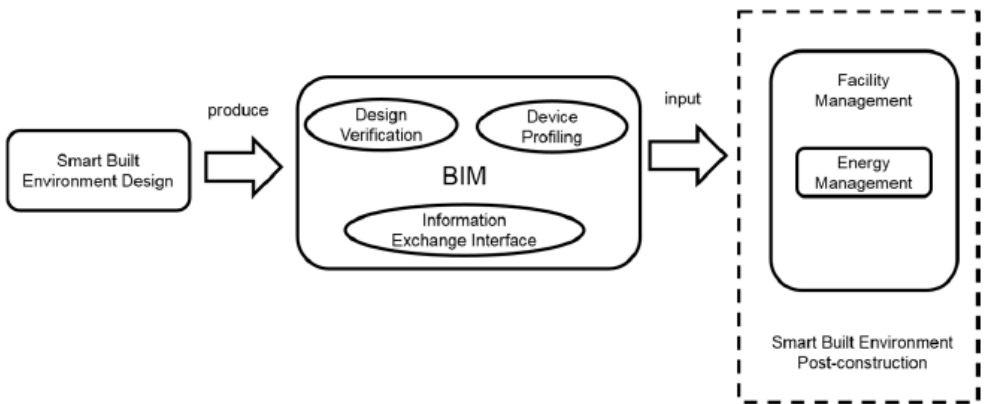 Smart Built
Environment Design
produce
Design
Verification
Device
Profiling
BIM
Information
Exchange Interface
input
Facility
Management
Energy
Management
Smart Built Environment
Post-construction